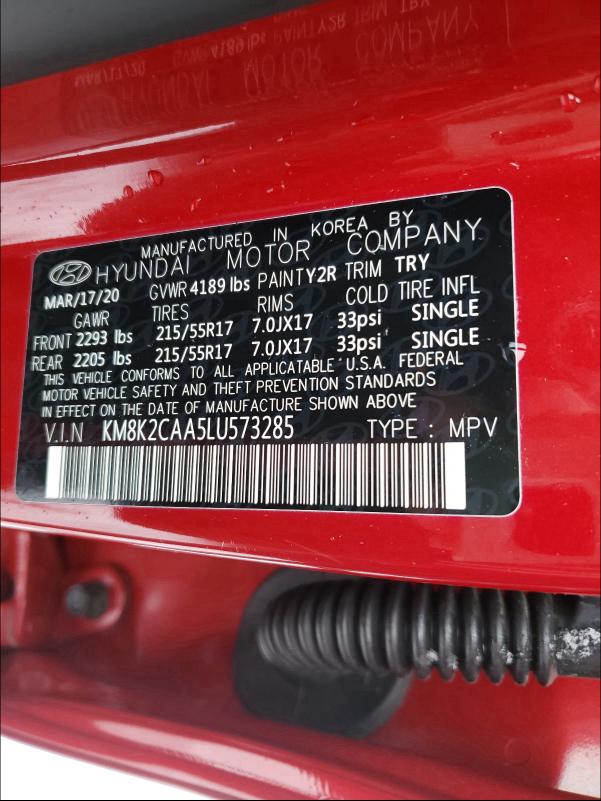 MANUFACTURED IN KOREA BY
HYUNDAI MOTOR COMPANY
MAR/17/20 GVWR 4189 lbs PAINT Y2R TRIM TRY
GAWR TIRES RIMS COLD TIRE INFL
FRONT 2293 lbs 215/55R17 7.0JX17 33psi SINGLE
REAR 2205 lbs 215/55R17 7.0JX17 33psi SINGLE
THIS VEHICLE CONFORMS TO ALL APPLICABLE U.S.A. FEDERAL
MOTOR VEHICLE SAFETY AND THEFT PREVENTION STANDARDS
IN EFFECT ON THE DATE OF MANUFACTURE SHOWN ABOVE
V.I.N KM8K2CAA5LU573285 TYPE : MPV